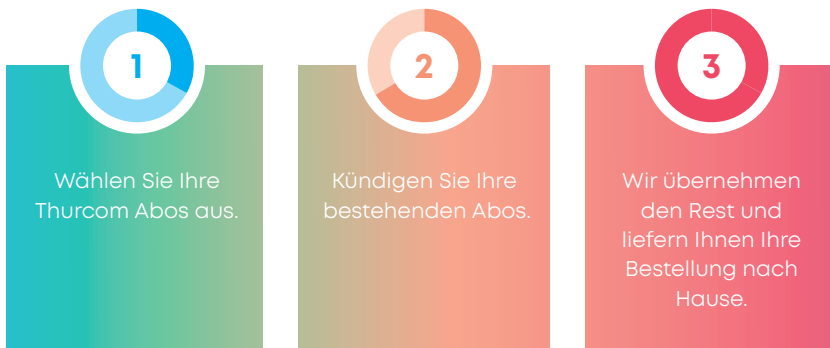 1
Wählen Sie Ihre
Thurcom Abos aus.
2
Kündigen Sie Ihre
bestehenden Abos.
3
Wir übernehmen
den Rest und
liefern Ihnen Ihre
Bestellung nach
Hause.